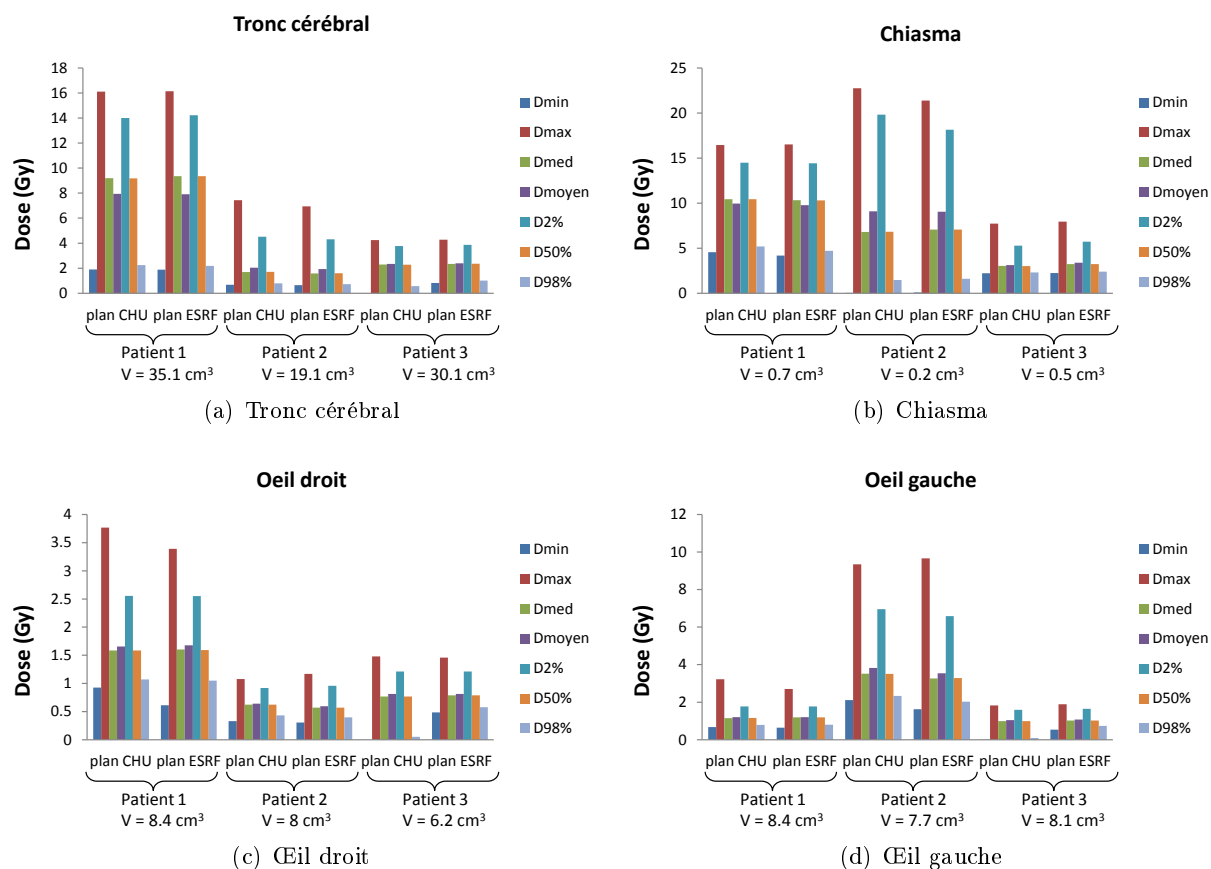 Tronc cérébral
18
16
14
12
10
8
6
4
2
0
Dose (Gy)
plan CHU plan ESRF plan CHU plan ESRF plan CHU plan ESRF
Patient 1 Patient 2 Patient 3
V = 35.1 cm³ V = 19.1 cm³ V = 30.1 cm³
Dmin
Dmax
Dmed
Dmoyen
D2%
D50%
D98%
(a) Tronc cérébral
Chiasma
25
20
15
10
5
0
Dose (Gy)
plan CHU plan ESRF plan CHU plan ESRF plan CHU plan ESRF
Patient 1 Patient 2 Patient 3
V = 0.7 cm³ V = 0.2 cm³ V = 0.5 cm³
Dmin
Dmax
Dmed
Dmoyen
D2%
D50%
D98%
(b) Chiasma
Oeil droit
4
3.5
3
2.5
2
1.5
1
0.5
0
Dose (Gy)
plan CHU plan ESRF plan CHU plan ESRF plan CHU plan ESRF
Patient 1 Patient 2 Patient 3
V = 8.4 cm³ V = 8 cm³ V = 6.2 cm³
Dmin
Dmax
Dmed
Dmoyen
D2%
D50%
D98%
(c) Œil droit
Oeil gauche
12
10
8
6
4
2
0
Dose (Gy)
plan CHU plan ESRF plan CHU plan ESRF plan CHU plan ESRF
Patient 1 Patient 2 Patient 3
V = 8.4 cm³ V = 7.7 cm³ V = 8.1 cm³
Dmin
Dmax
Dmed
Dmoyen
D2%
D50%
D98%
(d) Œil gauche